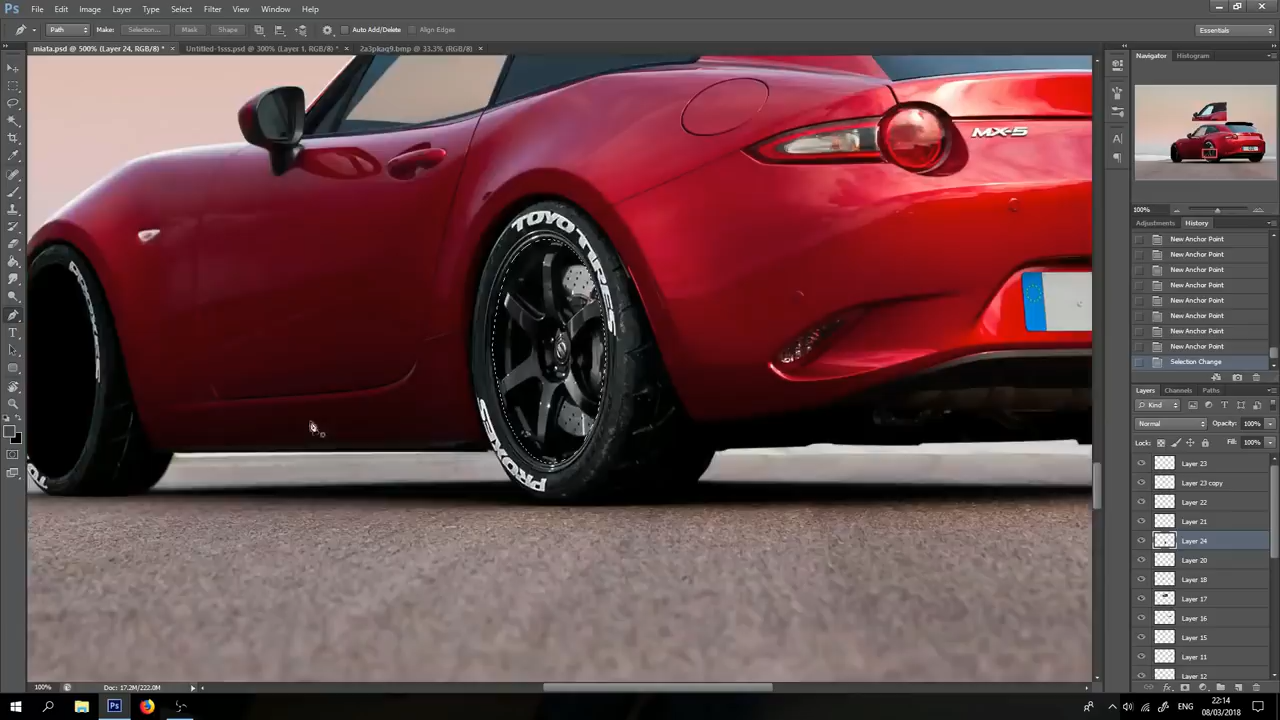 File Edit Image Layer Type Select Filter View Window Help
Path Make: Selection... Mask Shape Auto Add/Delete Align Edges Essentials
miata.psd @ 500% (Layer 24, RGB/8) * Untitled-1sss.psd @ 300% (Layer 1, RGB/8) * 2a3pkaq9.bmp @ 33.3% (RGB/8)
Navigator Histogram
100%
Adjustments History
New Anchor Point
New Anchor Point
New Anchor Point
New Anchor Point
New Anchor Point
New Anchor Point
New Anchor Point
New Anchor Point
Selection Change
Layers Channels Paths
Kind
Normal Opacity: 100%
Lock: Fill: 100%
Layer 23
Layer 23 copy
Layer 22
Layer 21
Layer 24
Layer 20
Layer 18
Layer 17
Layer 16
Layer 15
Layer 11
Layer 12
MX-5
TOYO TIRES
PROXES
PROXES
TO
100% Doc: 17.2M/222.0M
ENG 22:14
08/03/2018